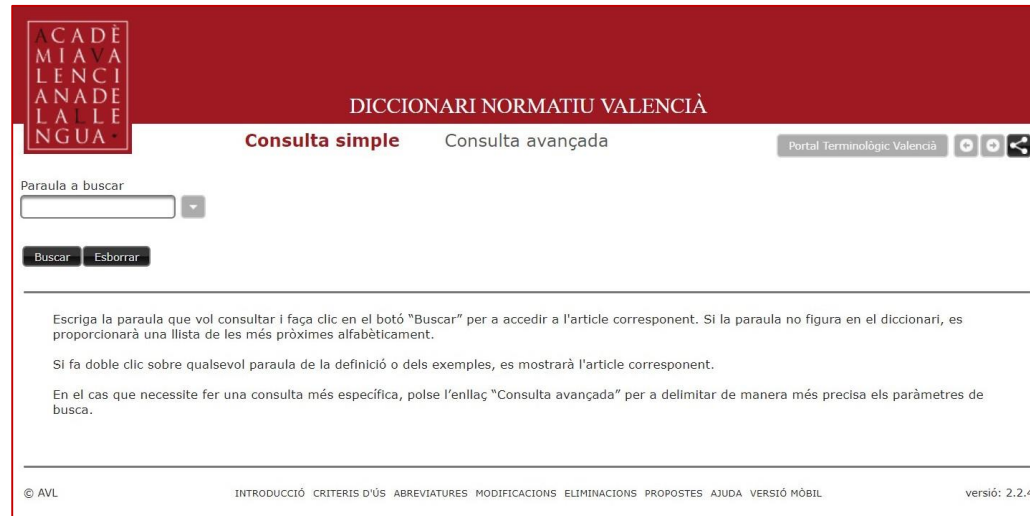 ACADÈ
MIAVA
LENCI
ANADE
LALLE
NGUA·
DICCIONARI NORMATIU VALENCIÀ
Consulta simple Consulta avançada Portal Terminològic Valencià
Paraula a buscar
Buscar Esborrar
Escriga la paraula que vol consultar i faça clic en el botó “Buscar” per a accedir a l'article corresponent. Si la paraula no figura en el diccionari, es
proporcionarà una llista de les més pròximes alfabèticament.
Si fa doble clic sobre qualsevol paraula de la definició o dels exemples, es mostrarà l'article corresponent.
En el cas que necessite fer una consulta més específica, polse l’enllaç “Consulta avançada” per a delimitar de manera més precisa els paràmetres de
busca.
© AVL INTRODUCCIÓ CRITERIS D'ÚS ABREVIATURES MODIFICACIONS ELIMINACIONS PROPOSTES AJUDA VERSIÓ MÒBIL versió: 2.2.4